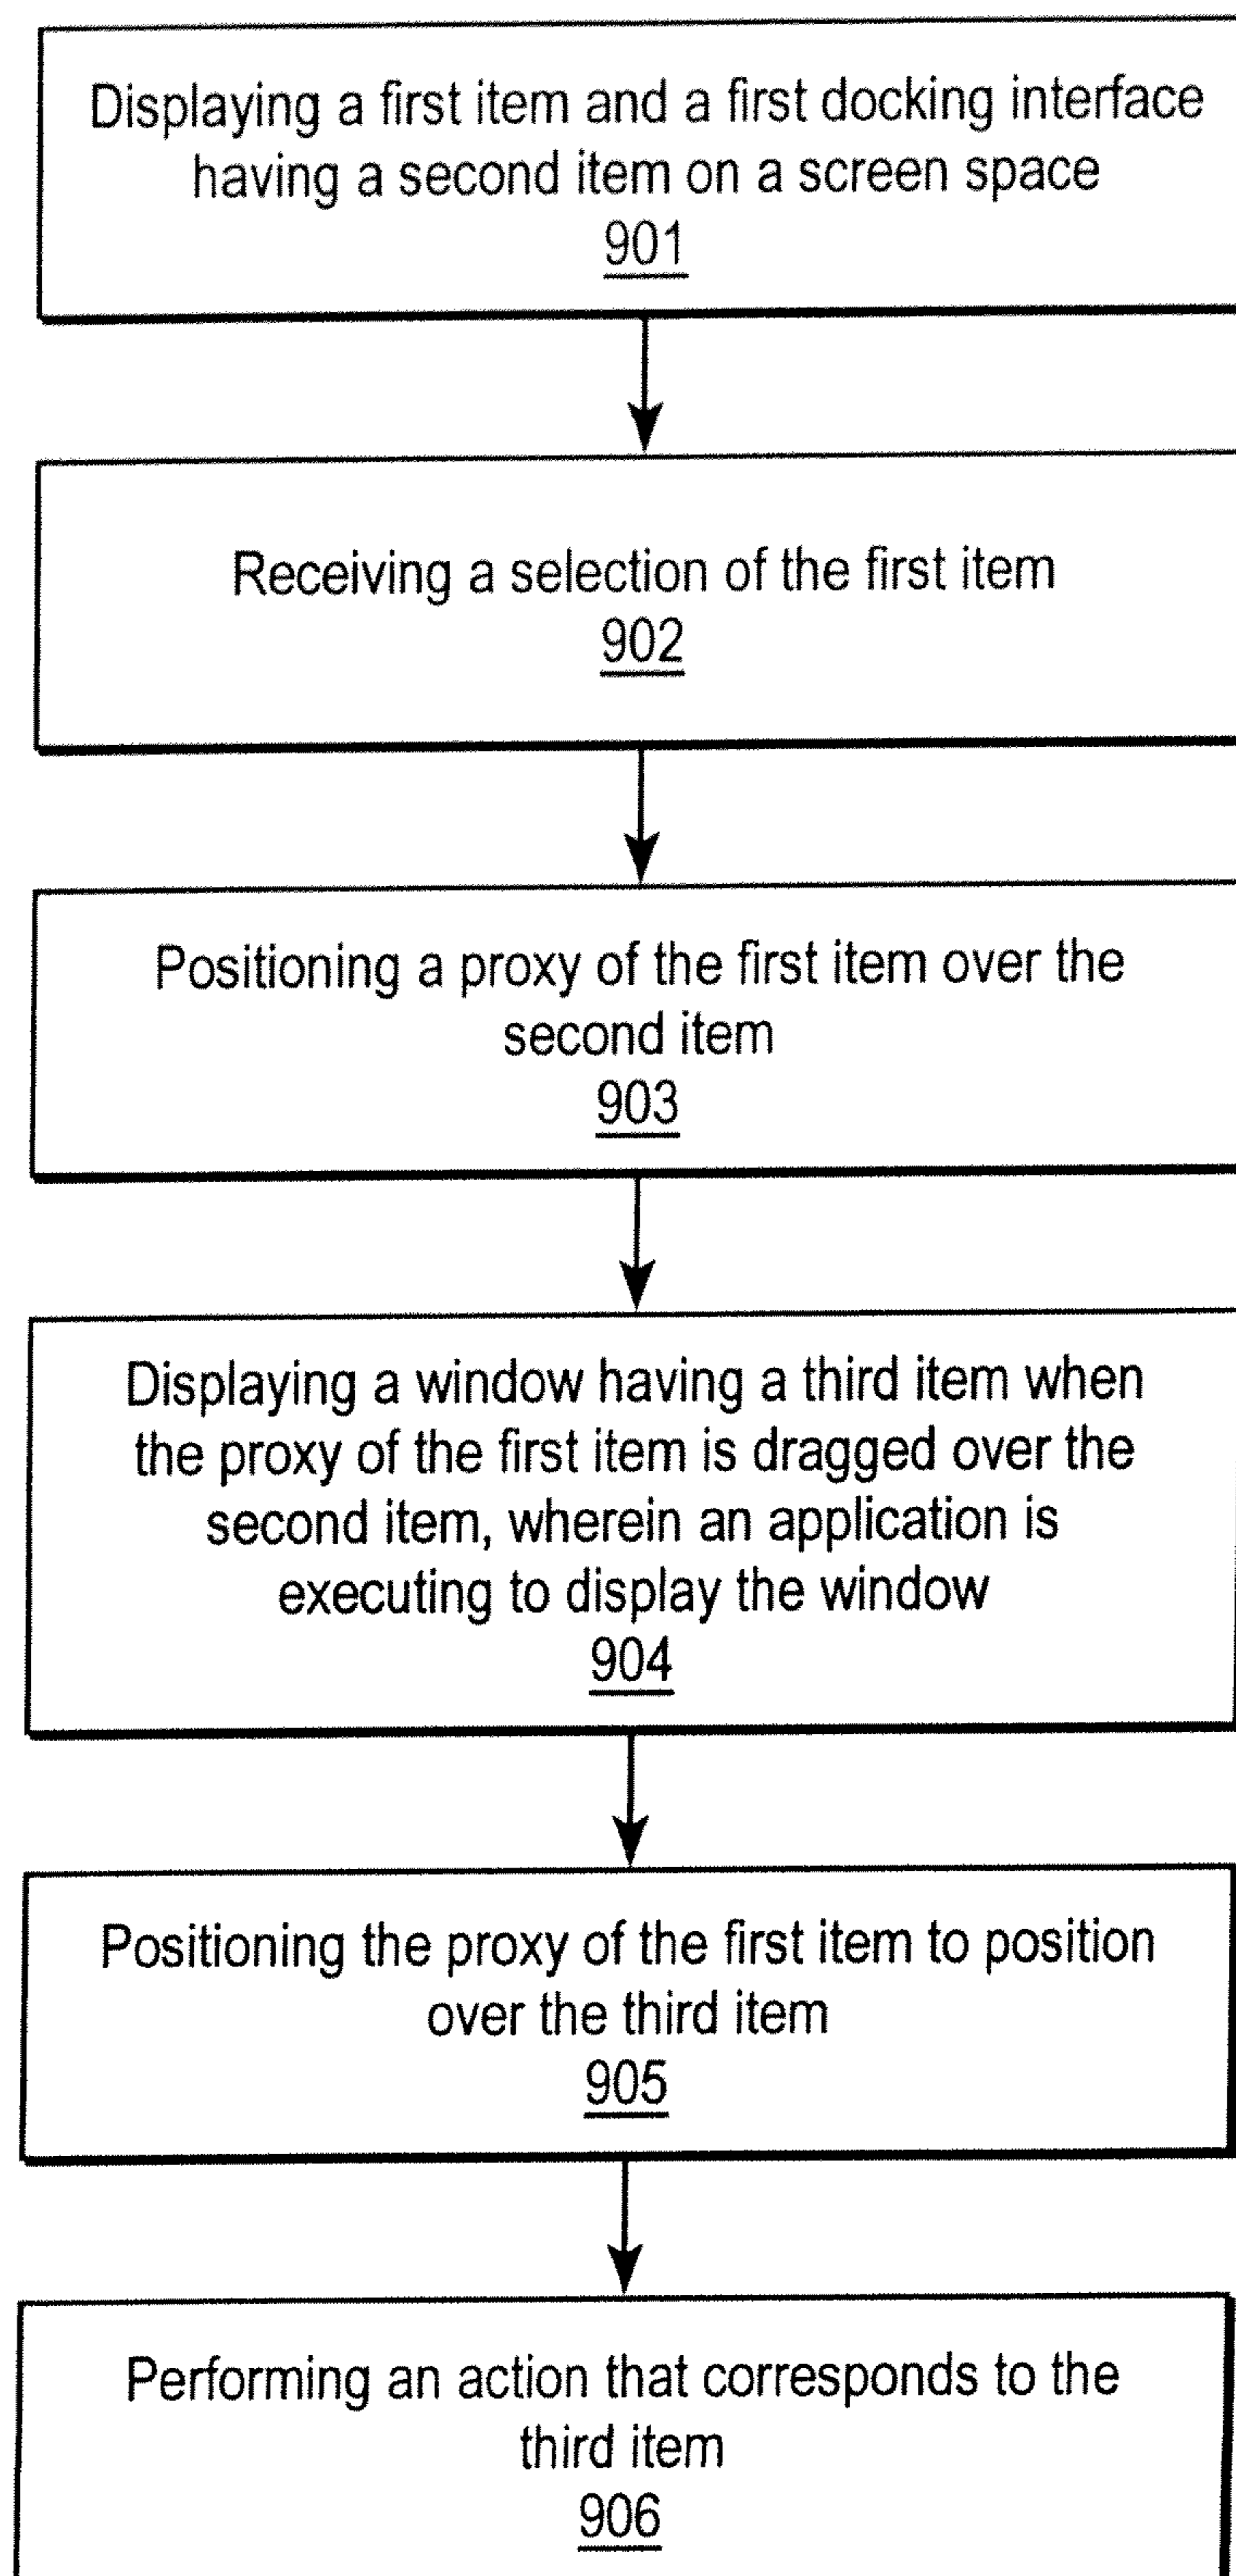 Displaying a first item and a first docking interface
having a second item on a screen space
901
Receiving a selection of the first item
902
Positioning a proxy of the first item over the
second item
903
Displaying a window having a third item when
the proxy of the first item is dragged over the
second item, wherein an application is
executing to display the window
904
Positioning the proxy of the first item to position
over the third item
905
Performing an action that corresponds to the
third item
906